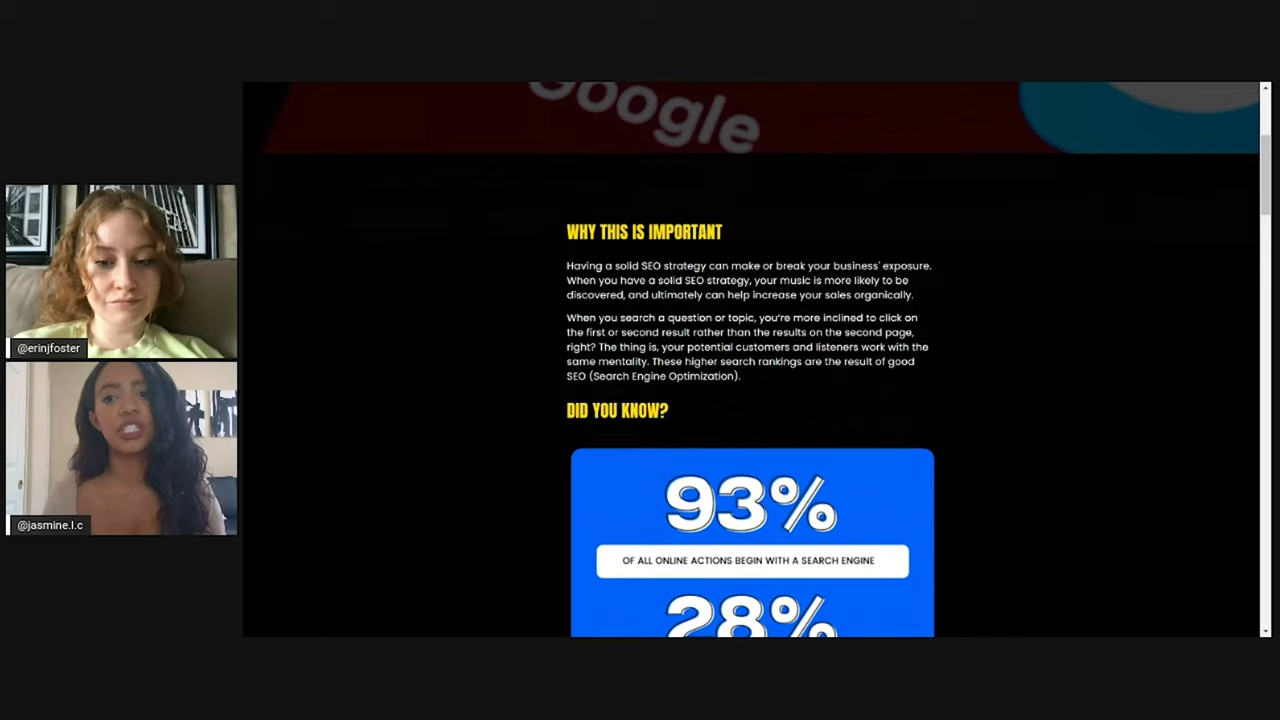 Google
WHY THIS IS IMPORTANT
Having a solid SEO strategy can make or break your business' exposure.
When you have a solid SEO strategy, your music is more likely to be
discovered, and ultimately can help increase your sales organically.
When you search a question or topic, you're more inclined to click on
the first or second result rather than the results on the second page,
right? The thing is, your potential customers and listeners work with the
same mentality. These higher search rankings are the result of good
SEO (Search Engine Optimization).
DID YOU KNOW?
93%
OF ALL ONLINE ACTIONS BEGIN WITH A SEARCH ENGINE
28%
@erinjfoster
@jasmine.l.c